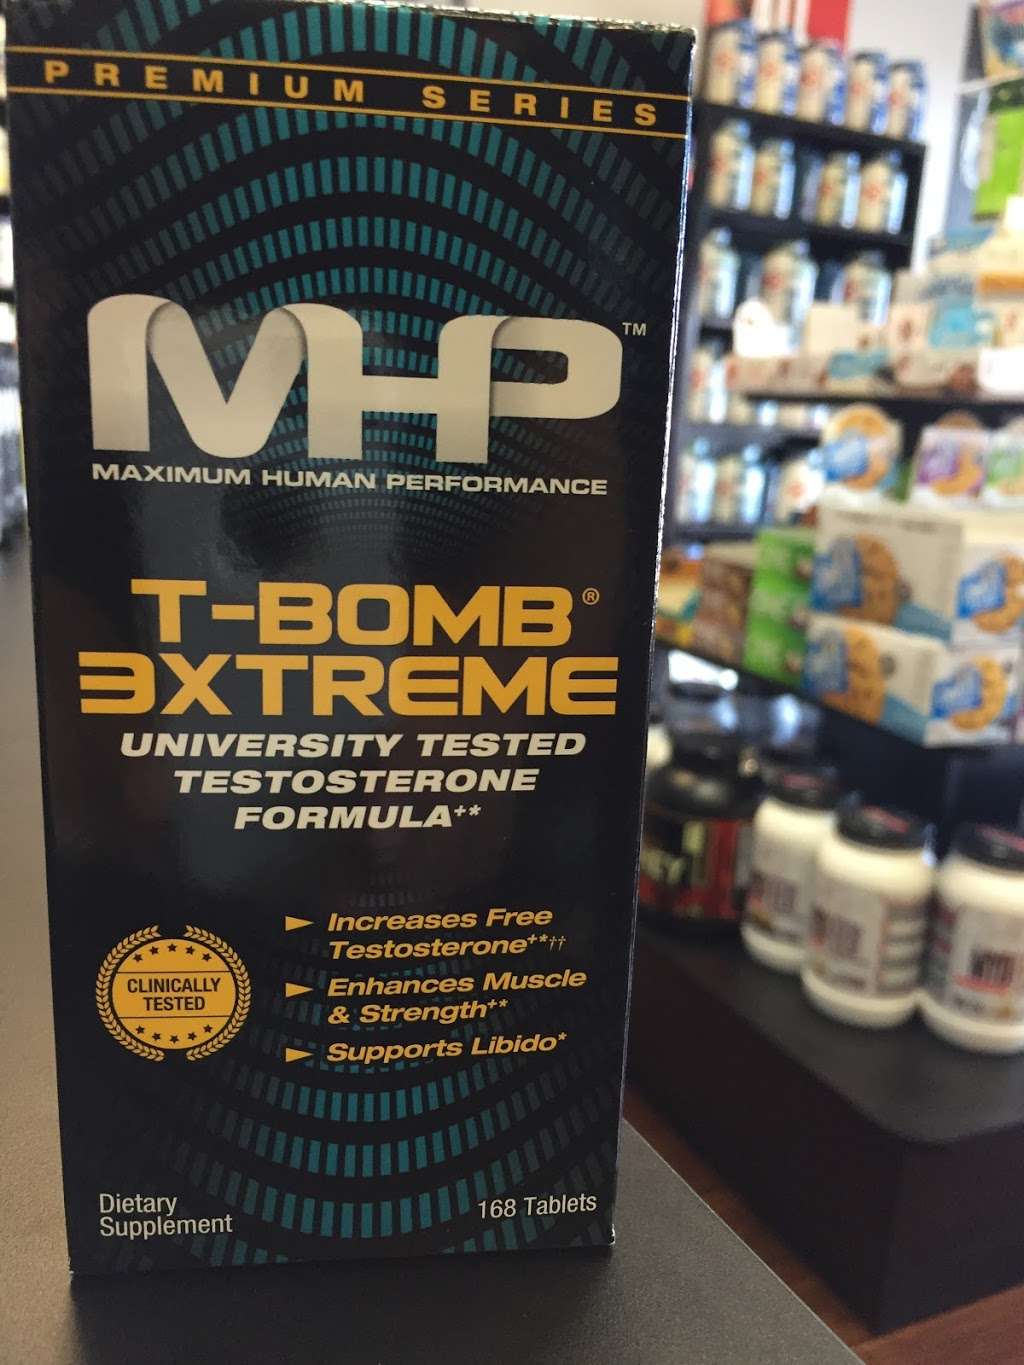 PREMIUM SERIES
MHP™
MAXIMUM HUMAN PERFORMANCE
T-BOMB®
3XTREME
UNIVERSITY TESTED
TESTOSTERONE
FORMULA⁺*
CLINICALLY
TESTED
► Increases Free
Testosterone⁺*††
► Enhances Muscle
& Strength⁺*
► Supports Libido*
Dietary
Supplement
168 Tablets